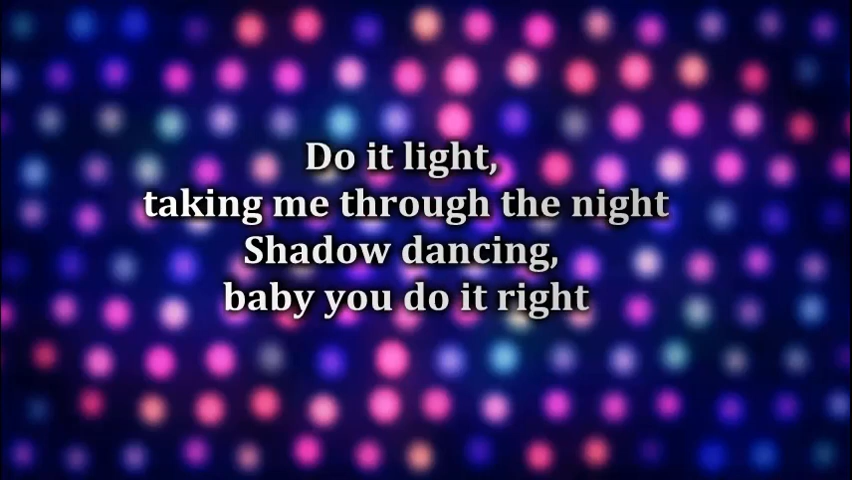 Do it light,
taking me through the night
Shadow dancing,
baby you do it right